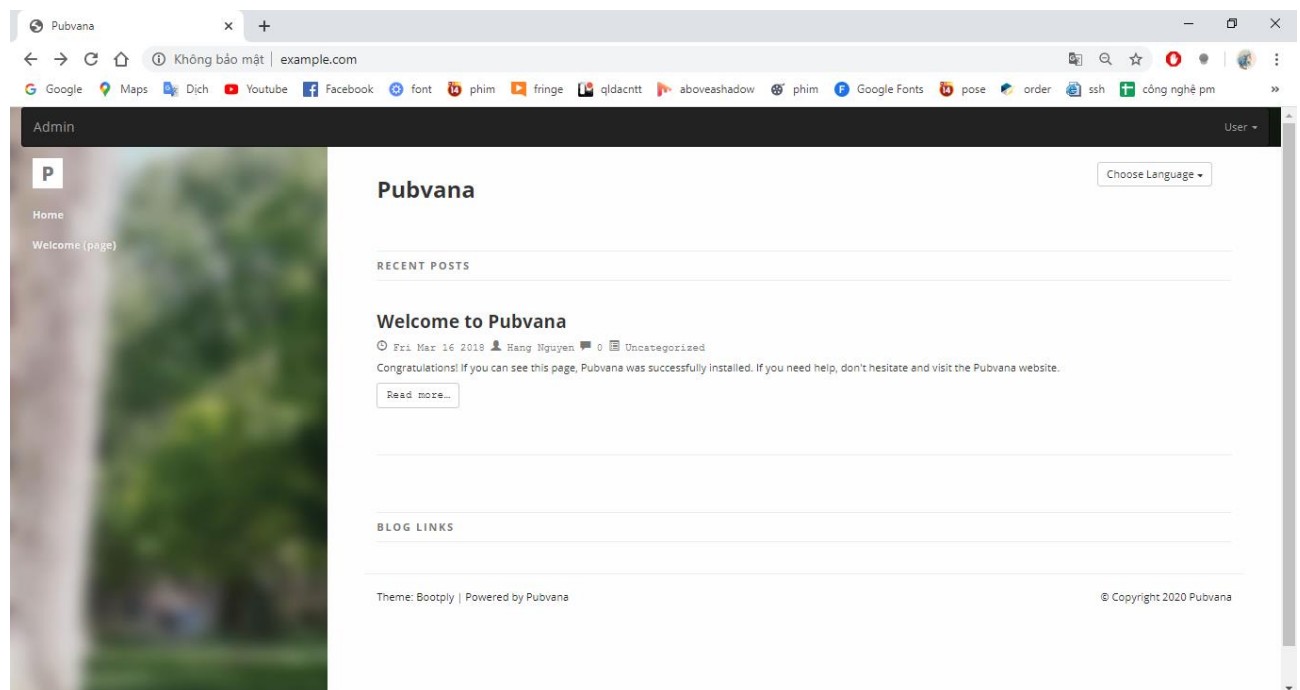 Pubvana
Không bảo mật | example.com
Google Maps Dịch Youtube Facebook font phim fringe qldacntt aboveashadow phim Google Fonts pose order ssh công nghệ pm »
Admin
User
P
Choose Language
Pubvana
Home
Welcome (page)
RECENT POSTS
Welcome to Pubvana
Fri Mar 16 2018 Hang Nguyen 0 Uncategorized
Congratulations! If you can see this page, Pubvana was successfully installed. If you need help, don't hesitate and visit the Pubvana website.
Read more…
BLOG LINKS
Theme: Bootply | Powered by Pubvana
© Copyright 2020 Pubvana